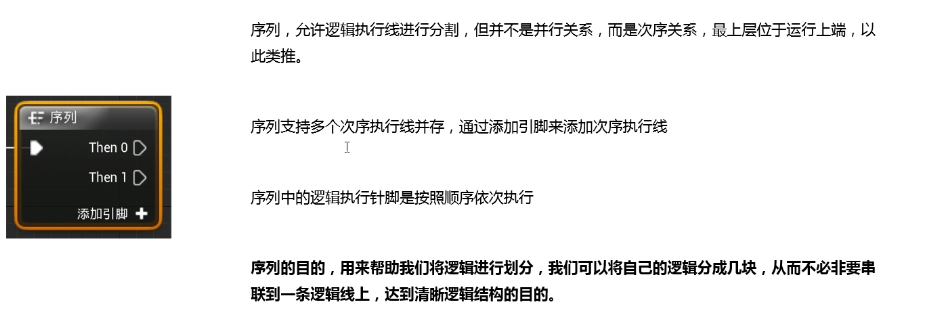 序列，允许逻辑执行线进行分割，但并不是并行关系，而是次序关系，最上层位于运行上端，以
此类推。
序列
Then 0
Then 1
添加引脚
序列支持多个次序执行线并存，通过添加引脚来添加次序执行线
序列中的逻辑执行针脚是按照顺序依次执行
序列的目的，用来帮助我们将逻辑进行划分，我们可以将自己的逻辑分成几块，从而不必非要串
联到一条逻辑线上，达到清晰逻辑结构的目的。